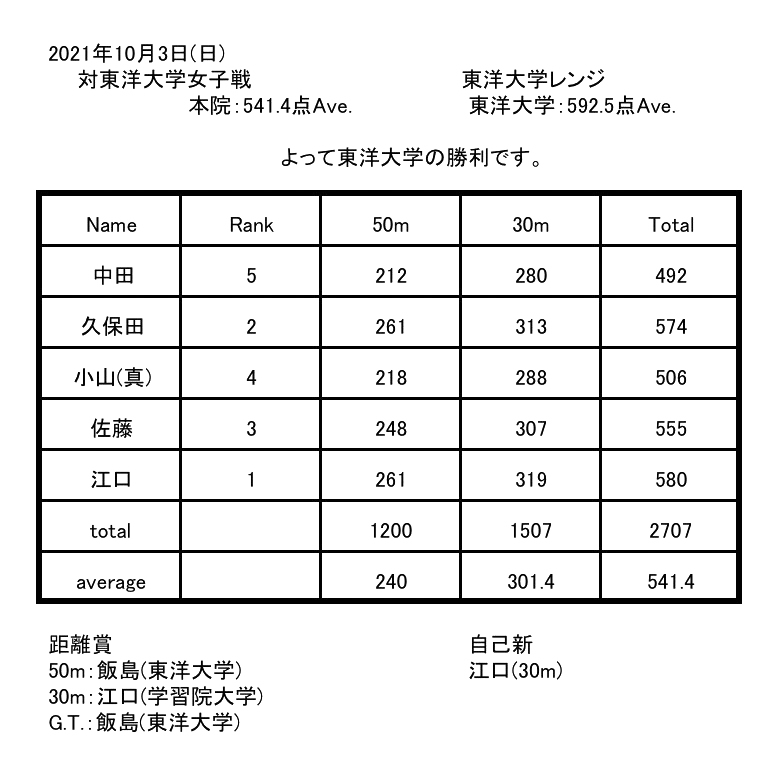 2021年10月3日(日)
対東洋大学女子戦 東洋大学レンジ
本院:541.4点Ave. 東洋大学:592.5点Ave.
よって東洋大学の勝利です。
Name Rank 50m 30m Total
中田 5 212 280 492
久保田 2 261 313 574
小山(真) 4 218 288 506
佐藤 3 248 307 555
江口 1 261 319 580
total 1200 1507 2707
average 240 301.4 541.4
距離賞 自己新
50m:飯島(東洋大学) 江口(30m)
30m:江口(学習院大学)
G.T.:飯島(東洋大学)